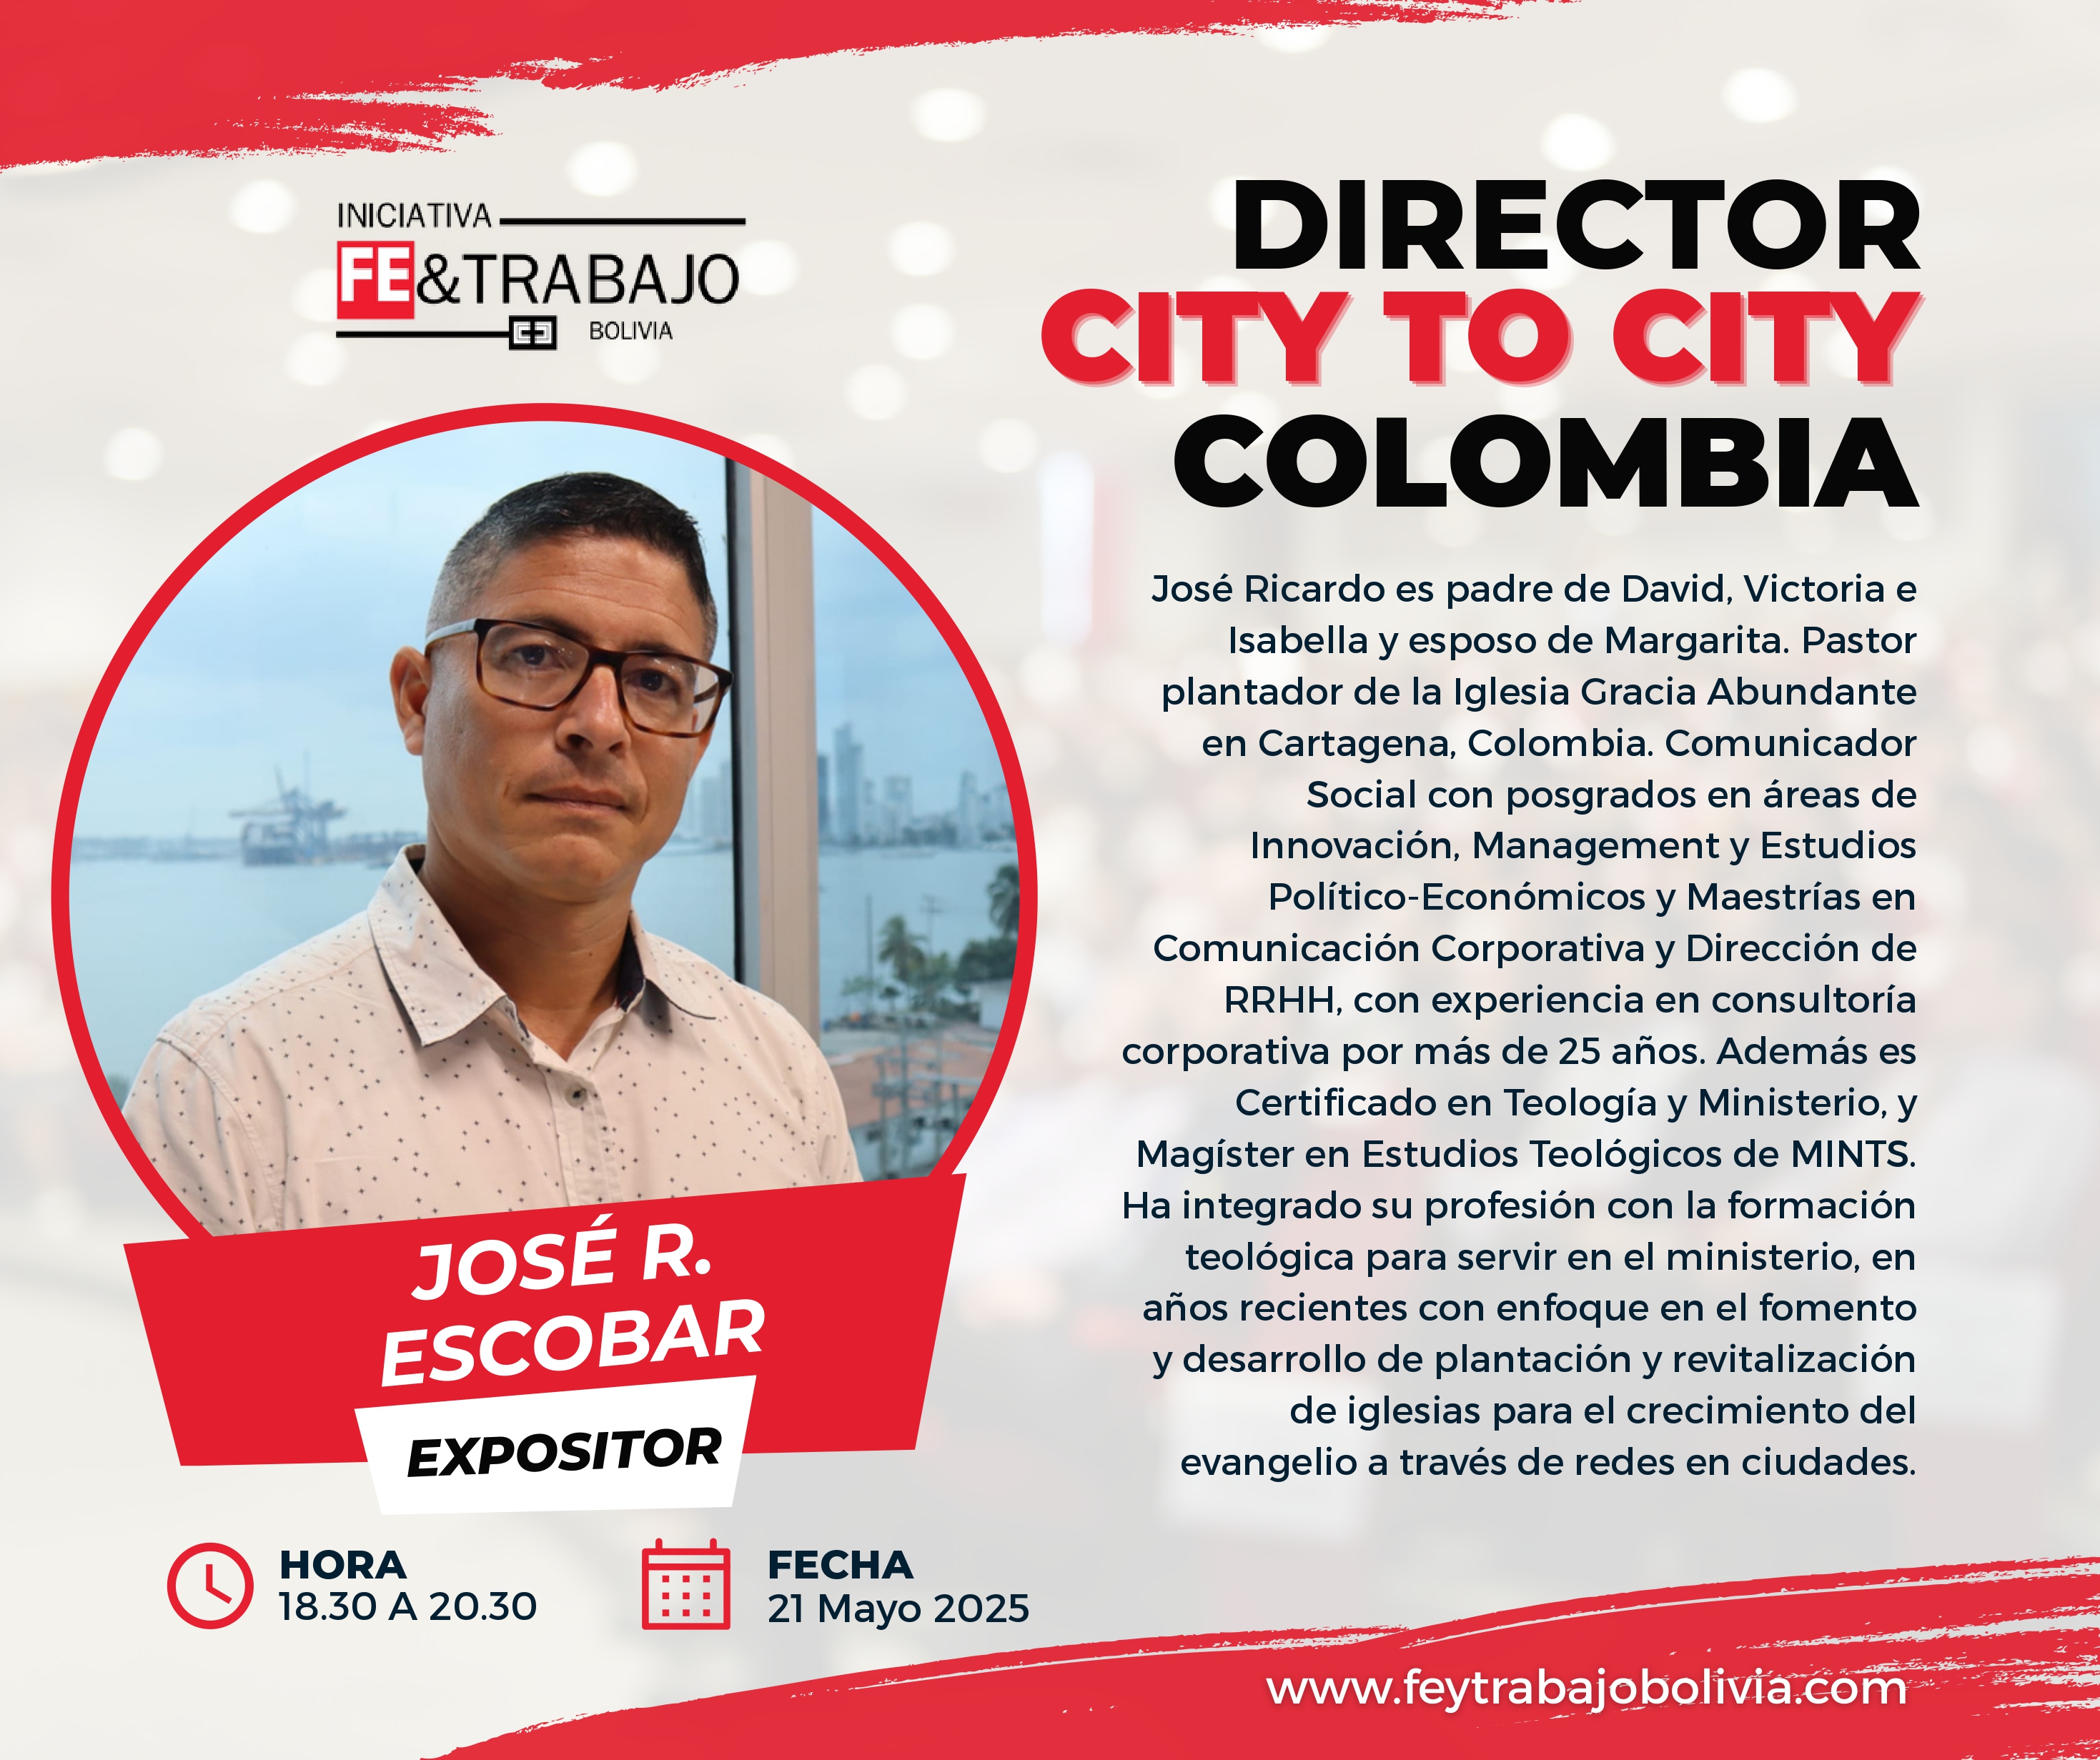 INICIATIVA
FE&TRABAJO
BOLIVIA
DIRECTOR
CITY TO CITY
COLOMBIA
José Ricardo es padre de David, Victoria e
Isabella y esposo de Margarita. Pastor
plantador de la Iglesia Gracia Abundante
en Cartagena, Colombia. Comunicador
Social con posgrados en áreas de
Innovación, Management y Estudios
Político-Económicos y Maestrías en
Comunicación Corporativa y Dirección de
RRHH, con experiencia en consultoría
corporativa por más de 25 años. Además es
Certificado en Teología y Ministerio, y
Magíster en Estudios Teológicos de MINTS.
Ha integrado su profesión con la formación
teológica para servir en el ministerio, en
años recientes con enfoque en el fomento
y desarrollo de plantación y revitalización
de iglesias para el crecimiento del
evangelio a través de redes en ciudades.
JOSÉ R.
ESCOBAR
EXPOSITOR
HORA
18.30 A 20.30
FECHA
21 Mayo 2025
www.feytrabajobolivia.com